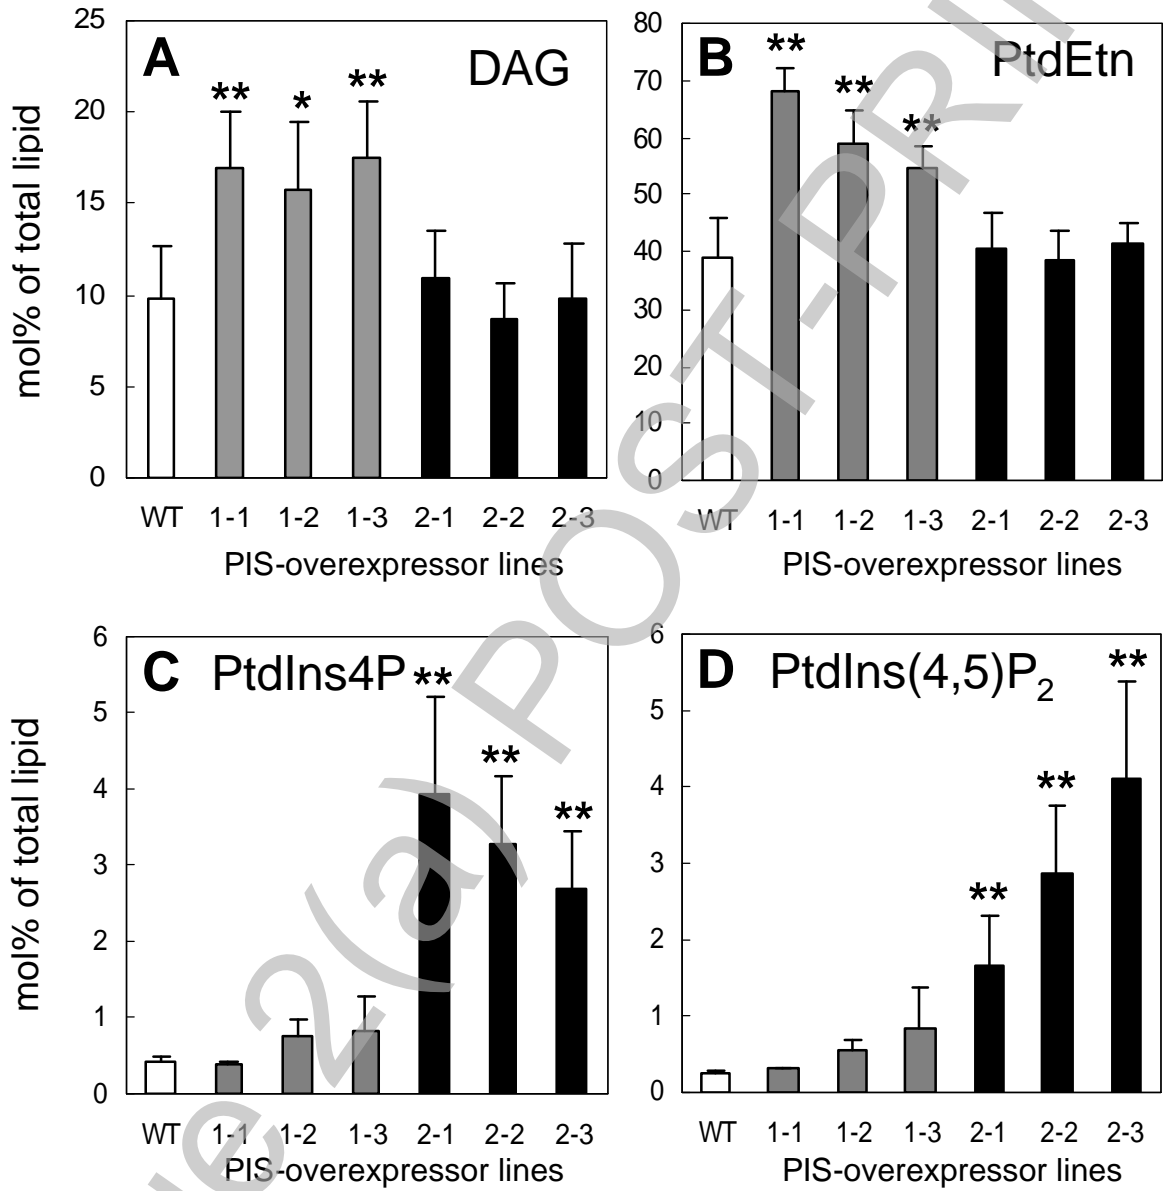 A DAG
25
20
15
10
5
0
mol% of total lipid
** * **
WT 1-1 1-2 1-3 2-1 2-2 2-3
PIS-overexpressor lines
B PtdEtn
80
70
60
50
40
30
20
10
0
** ** **
WT 1-1 1-2 1-3 2-1 2-2 2-3
PIS-overexpressor lines
C PtdIns4P
6
5
4
3
2
1
0
mol% of total lipid
** ** **
WT 1-1 1-2 1-3 2-1 2-2 2-3
PIS-overexpressor lines
D PtdIns(4,5)P2
6
5
4
3
2
1
0
** ** **
WT 1-1 1-2 1-3 2-1 2-2 2-3
PIS-overexpressor lines
2(a) POST-PRI